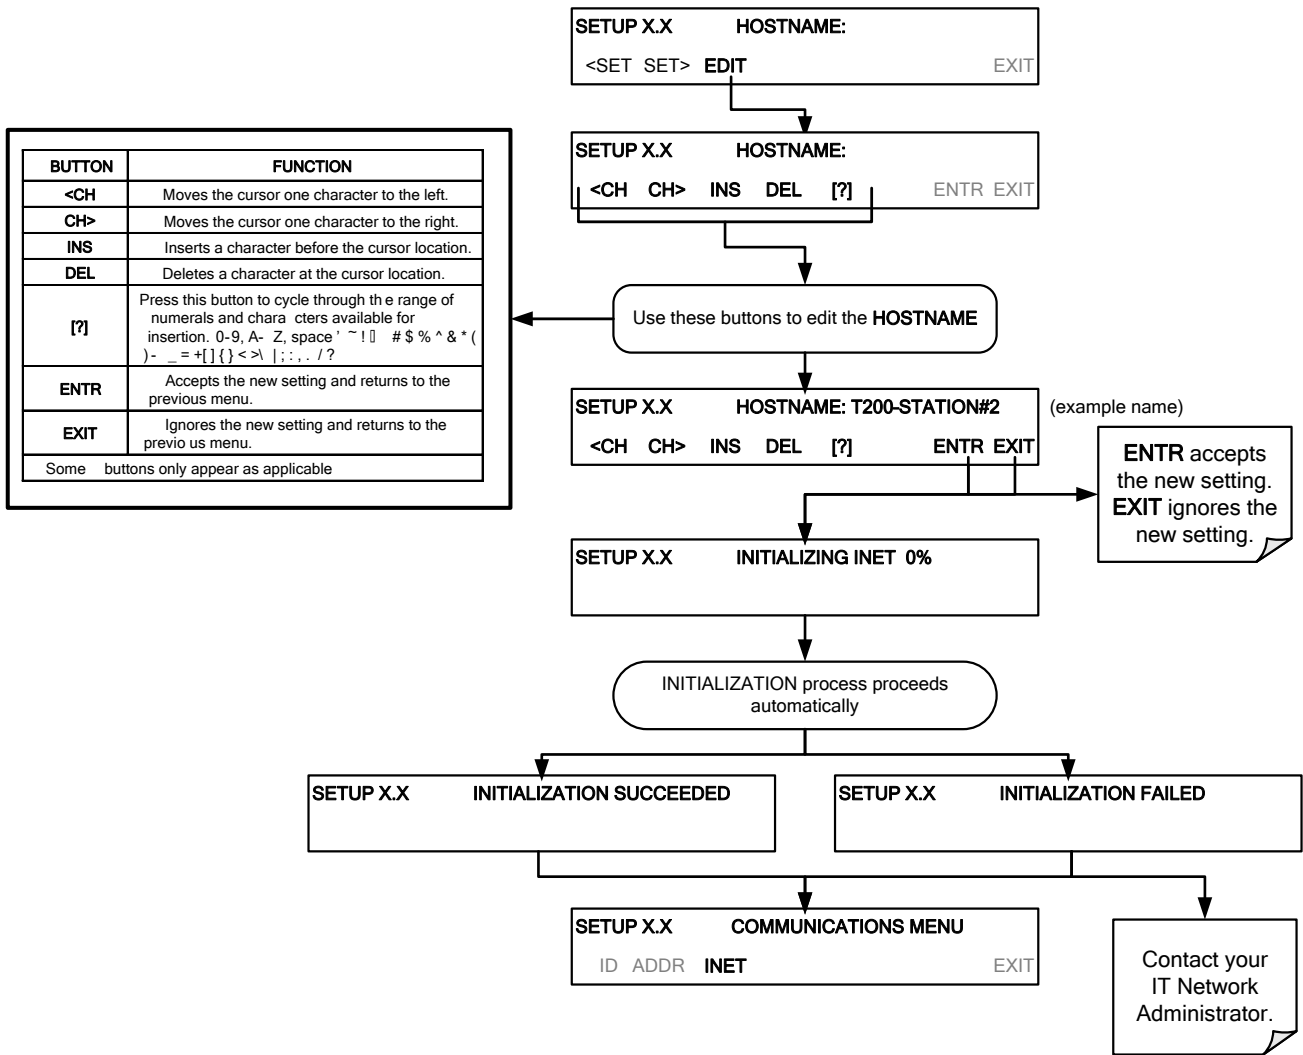 SETUP X.X HOSTNAME:
<SET SET> EDIT EXIT
SETUP X.X HOSTNAME:
<CH CH> INS DEL [?] ENTR EXIT
BUTTON FUNCTION
<CH Moves the cursor one character to the left.
CH> Moves the cursor one character to the right.
INS Inserts a character before the cursor location.
DEL Deletes a character at the cursor location.
[?] Press this button to cycle through th e range of
numerals and chara cters available for
insertion. 0-9, A- Z, space ' ~ ! ▯ # $ % ^ & * (
) - _ = +[ ] { } < >\ | ; : , . / ?
ENTR Accepts the new setting and returns to the
previous menu.
EXIT Ignores the new setting and returns to the
previo us menu.
Some buttons only appear as applicable
Use these buttons to edit the HOSTNAME
SETUP X.X HOSTNAME: T200-STATION#2
(example name)
<CH CH> INS DEL [?] ENTR EXIT
ENTR accepts
the new setting.
EXIT ignores the
new setting.
SETUP X.X INITIALIZING INET 0%
INITIALIZATION process proceeds
automatically
SETUP X.X INITIALIZATION SUCCEEDED
SETUP X.X INITIALIZATION FAILED
SETUP X.X COMMUNICATIONS MENU
ID ADDR INET EXIT
Contact your
IT Network
Administrator.